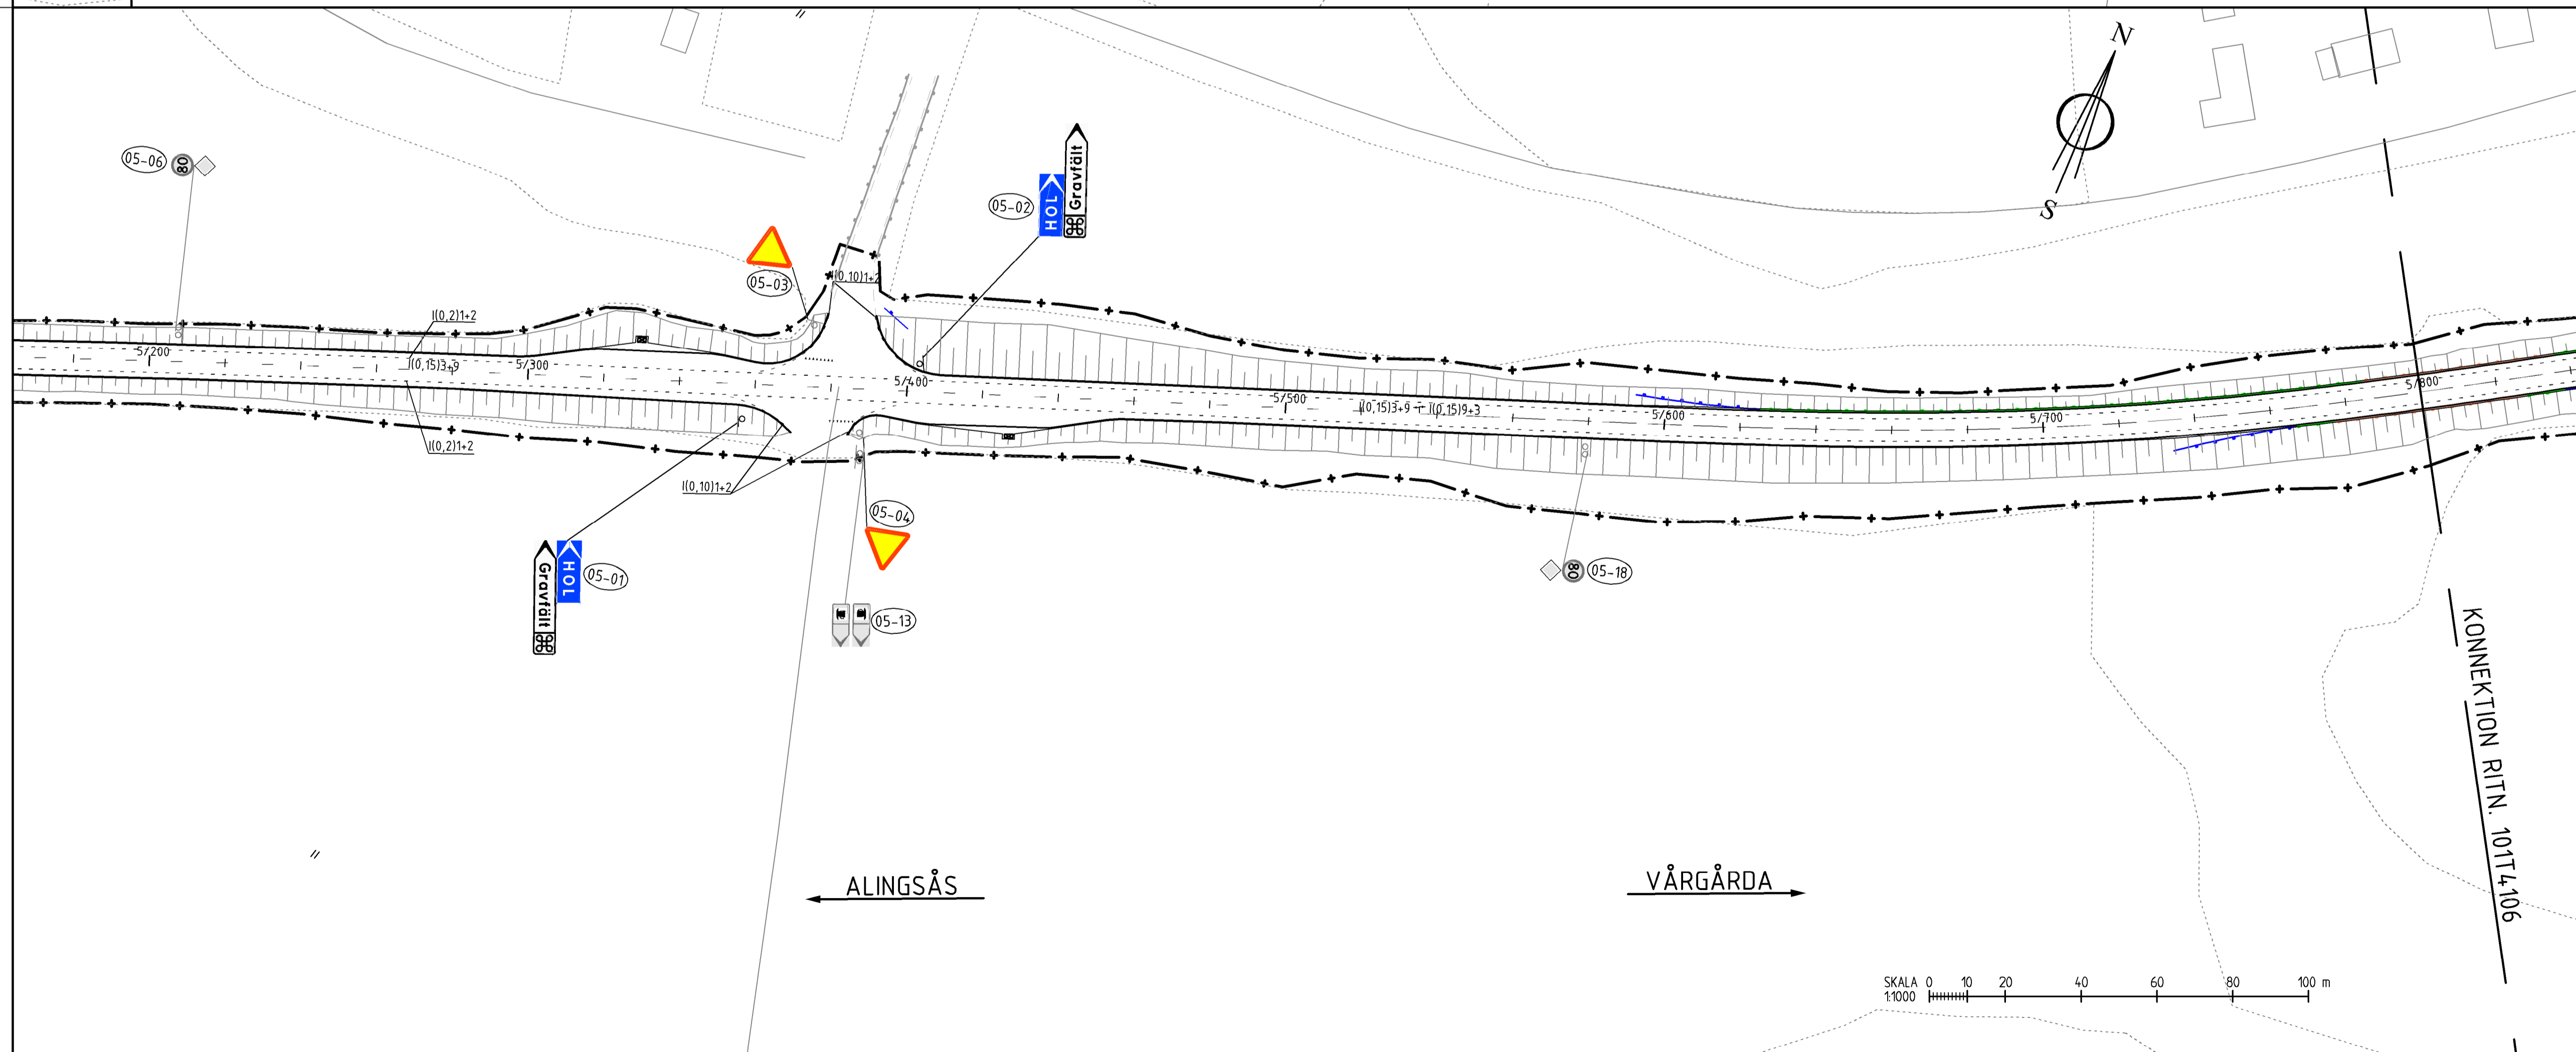 N
S
05-06
80
05-02
HOL
Gravfält
05-03
I(0,10)1+2
I(0,2)1+2
5/200
I(0,15)3+9
5/300
5/400
5/500
I(0,15)3+9
I(0,15)9+3
5/600
5/700
5/800
I(0,2)1+2
I(0,10)1+2
05-04
Gravfält
HOL
05-01
05-13
80
05-18
KONNEKTION RITN. 101T4106
ALINGSÅS
VÅRGÅRDA
SKALA 0 10 20 40 60 80 100 m
1:1000